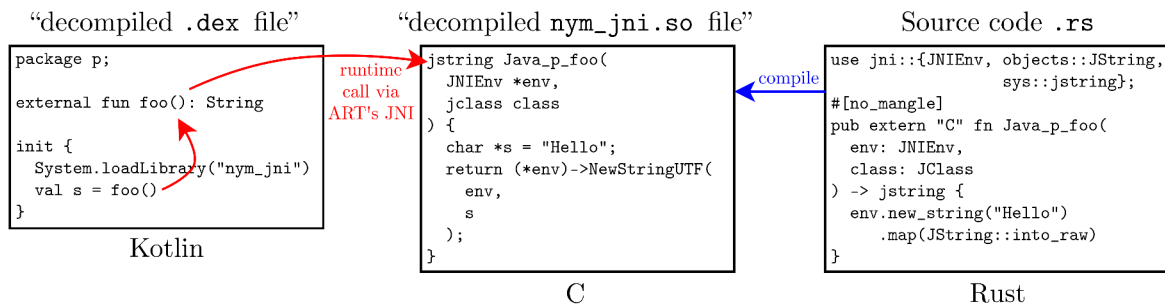 “decompiled .dex file”
package p;
external fun foo(): String
init {
  System.loadLibrary("nym_jni")
  val s = foo()
}
Kotlin
runtime
call via
ART's JNI
“decompiled nym_jni.so file”
jstring Java_p_foo(
  JNIEnv *env,
  jclass class
) {
  char *s = "Hello";
  return (*env)->NewStringUTF(
    env,
    s
  );
}
C
compile
Source code .rs
use jni::{JNIEnv, objects::JString,
          sys::jstring};
#[no_mangle]
pub extern "C" fn Java_p_foo(
  env: JNIEnv,
  class: JClass
) -> jstring {
  env.new_string("Hello")
    .map(JString::into_raw)
}
Rust